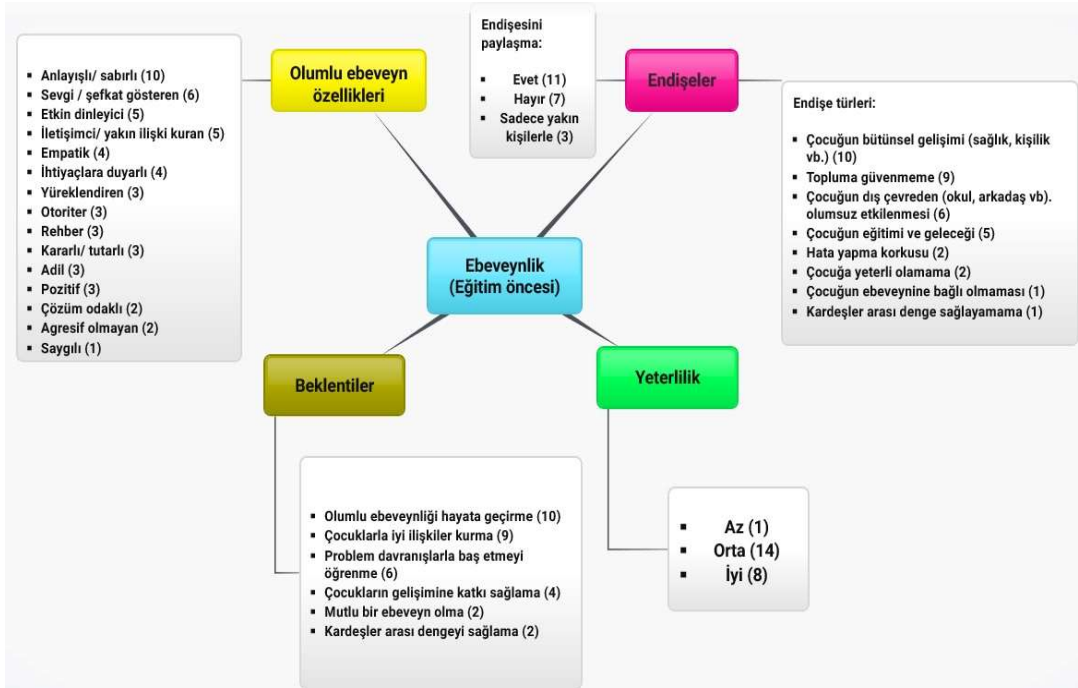 Olumlu ebeveyn
özellikleri
▪ Anlayışlı/ sabırlı (10)
▪ Sevgi / şefkat gösteren (6)
▪ Etkin dinleyici (5)
▪ İletişimci/ yakın ilişki kuran (5)
▪ Empatik (4)
▪ İhtiyaçlara duyarlı (4)
▪ Yüreklendiren (3)
▪ Otoriter (3)
▪ Rehber (3)
▪ Kararlı/ tutarlı (3)
▪ Adil (3)
▪ Pozitif (3)
▪ Çözüm odaklı (2)
▪ Agresif olmayan (2)
▪ Saygılı (1)
Endişesini
paylaşma:
▪ Evet (11)
▪ Hayır (7)
▪ Sadece yakın
kişilerle (3)
Endişeler
Endişe türleri:
▪ Çocuğun bütünsel gelişimi (sağlık, kişilik
vb.) (10)
▪ Topluma güvenmeme (9)
▪ Çocuğun dış çevreden (okul, arkadaş vb).
olumsuz etkilenmesi (6)
▪ Çocuğun eğitimi ve geleceği (5)
▪ Hata yapma korkusu (2)
▪ Çocuğa yeterli olamama (2)
▪ Çocuğun ebeveynine bağlı olmaması (1)
▪ Kardeşler arası denge sağlayamama (1)
Ebeveynlik
(Eğitim öncesi)
Beklentiler
▪ Olumlu ebeveynliği hayata geçirme (10)
▪ Çocuklarla iyi ilişkiler kurma (9)
▪ Problem davranışlarla baş etmeyi
öğrenme (6)
▪ Çocukların gelişimine katkı sağlama (4)
▪ Mutlu bir ebeveyn olma (2)
▪ Kardeşler arası dengeyi sağlama (2)
Yeterlilik
▪ Az (1)
▪ Orta (14)
▪ İyi (8)